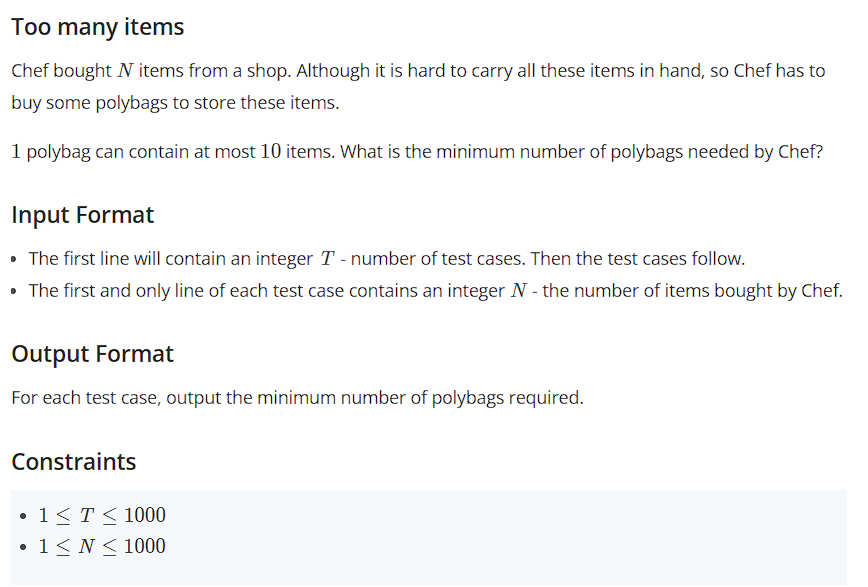 Too many items
Chef bought N items from a shop. Although it is hard to carry all these items in hand, so Chef has to
buy some polybags to store these items.
1 polybag can contain at most 10 items. What is the minimum number of polybags needed by Chef?
Input Format
• The first line will contain an integer T - number of test cases. Then the test cases follow.
• The first and only line of each test case contains an integer N - the number of items bought by Chef.
Output Format
For each test case, output the minimum number of polybags required.
Constraints
• 1 ≤ T ≤ 1000
• 1 ≤ N ≤ 1000